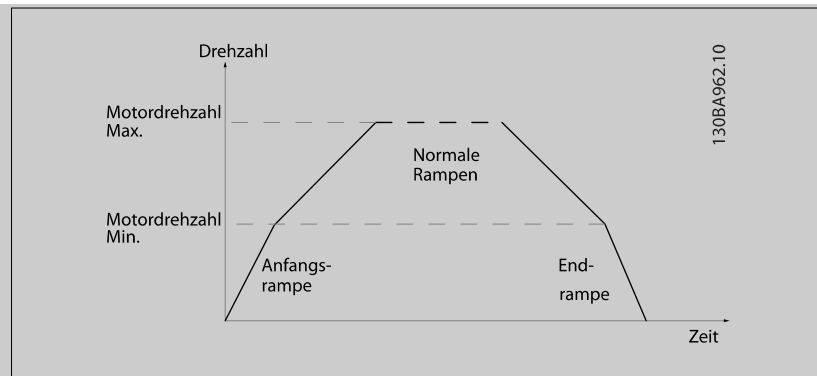 Drehzahl
130BA962.10
Motordrehzahl
Max.
Normale
Rampen
Motordrehzahl
Min.
Anfangs-
rampe
End-
rampe
Zeit